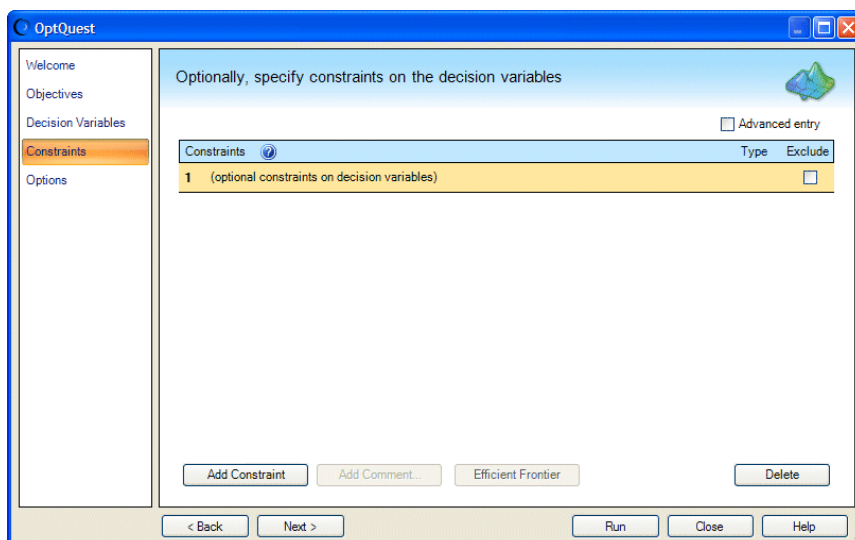 OptQuest
Welcome
Objectives
Decision Variables
Constraints
Options
Optionally, specify constraints on the decision variables
Advanced entry
Constraints Type Exclude
1 (optional constraints on decision variables)
Add Constraint Add Comment... Efficient Frontier Delete
< Back Next > Run Close Help